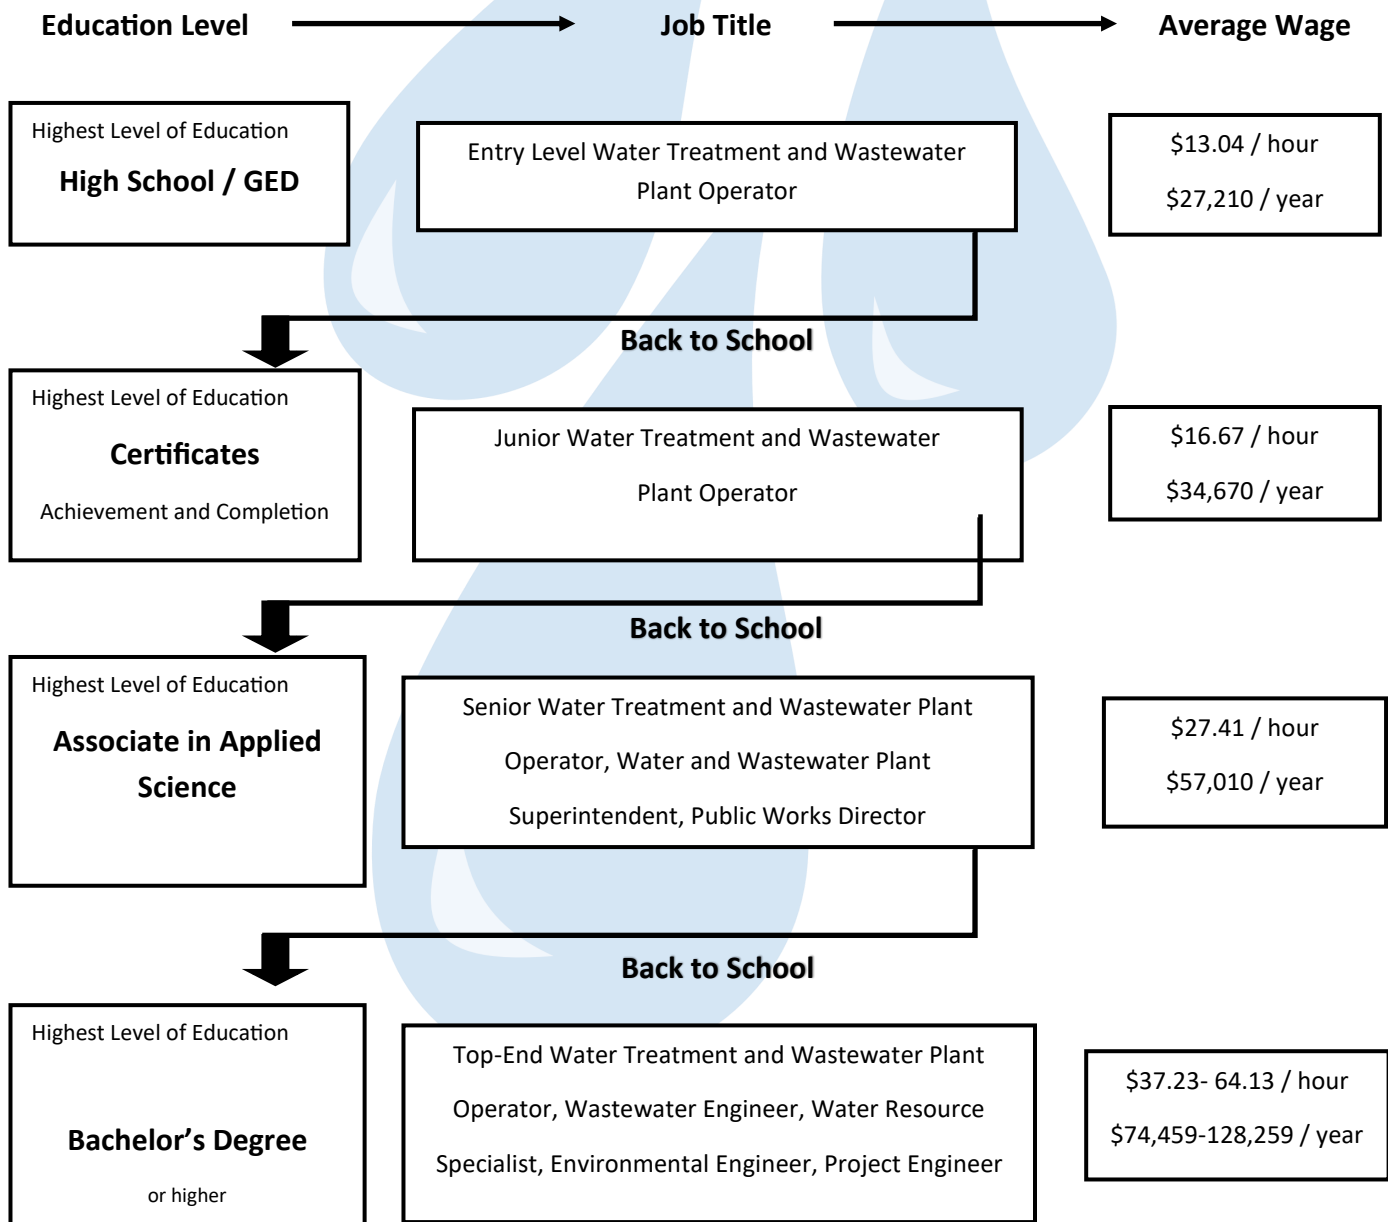 Education Level
Job Title
Average Wage
Highest Level of Education
High School / GED
Entry Level Water Treatment and Wastewater
Plant Operator
$13.04 / hour
$27,210 / year
Back to School
Highest Level of Education
Certificates
Achievement and Completion
Junior Water Treatment and Wastewater
Plant Operator
$16.67 / hour
$34,670 / year
Back to School
Highest Level of Education
Associate in Applied
Science
Senior Water Treatment and Wastewater Plant
Operator, Water and Wastewater Plant
Superintendent, Public Works Director
$27.41 / hour
$57,010 / year
Back to School
Highest Level of Education
Bachelor’s Degree
or higher
Top-End Water Treatment and Wastewater Plant
Operator, Wastewater Engineer, Water Resource
Specialist, Environmental Engineer, Project Engineer
$37.23- 64.13 / hour
$74,459-128,259 / year